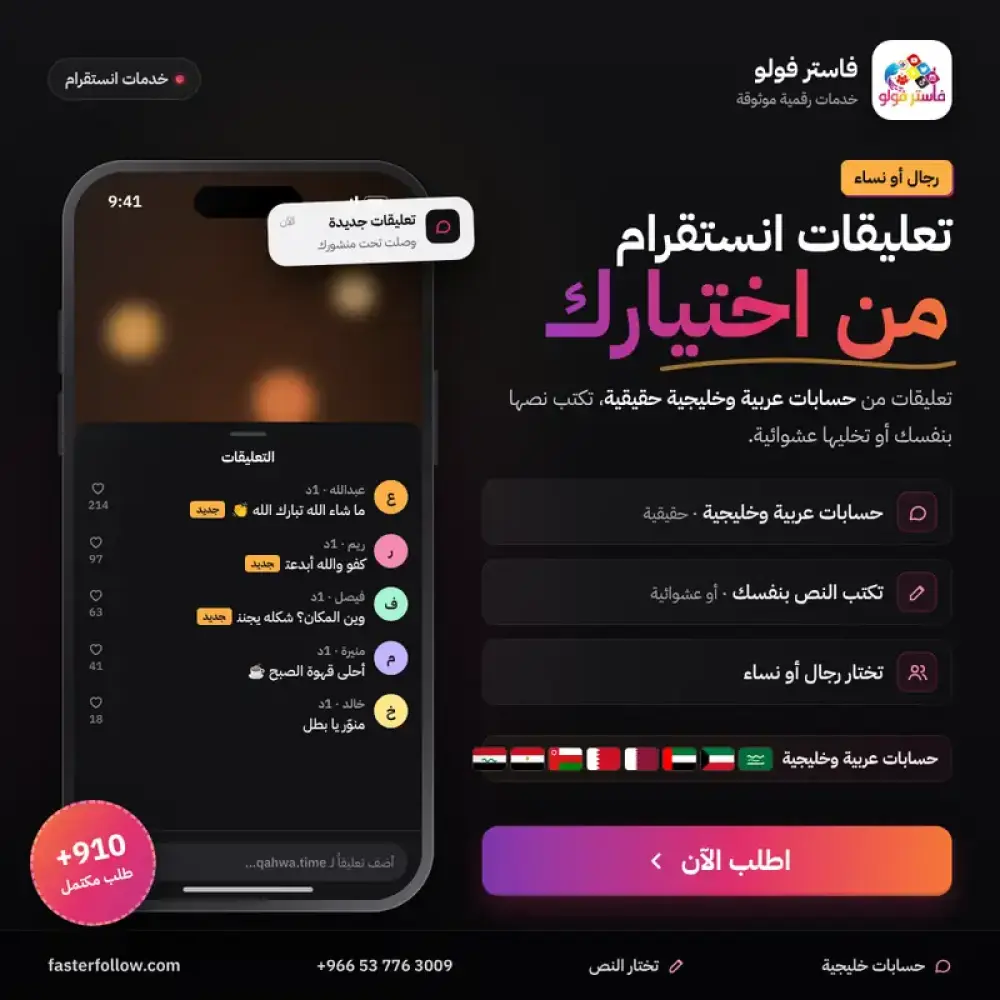 فاستر فولو
فاستر فولو
خدمات رقمية موثوقة
خدمات انستقرام
رجال أو نساء
تعليقات انستقرام
من اختيارك
تعليقات من حسابات عربية وخليجية حقيقية، تكتب نصها
بنفسك أو تخليها عشوائية.
حسابات عربية وخليجية · حقيقية
تكتب النص بنفسك · أو عشوائية
تختار رجال أو نساء
حسابات عربية وخليجية
اطلب الآن
9:41
تعليقات جديدة
الآن
وصلت تحت منشورك
التعليقات
ع
عبدالله · 1د
ما شاء الله تبارك الله 👏 جديد
214
ر
ريم · 1د
كفو والله أبدعتـ جديد
97
ف
فيصل · 1د
وين المكان؟ شكله يجننـ جديد
63
م
منيرة · 1د
أحلى قهوة الصبح ☕
41
خ
خالد · 1د
منوّر يا بطل
18
أضف تعليقاً لـ qahwa.time...
+910
طلب مكتمل
حسابات خليجية
تختار النص
+966 53 776 3009
fasterfollow.com